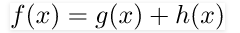 f(x) = g(x) + h(x)